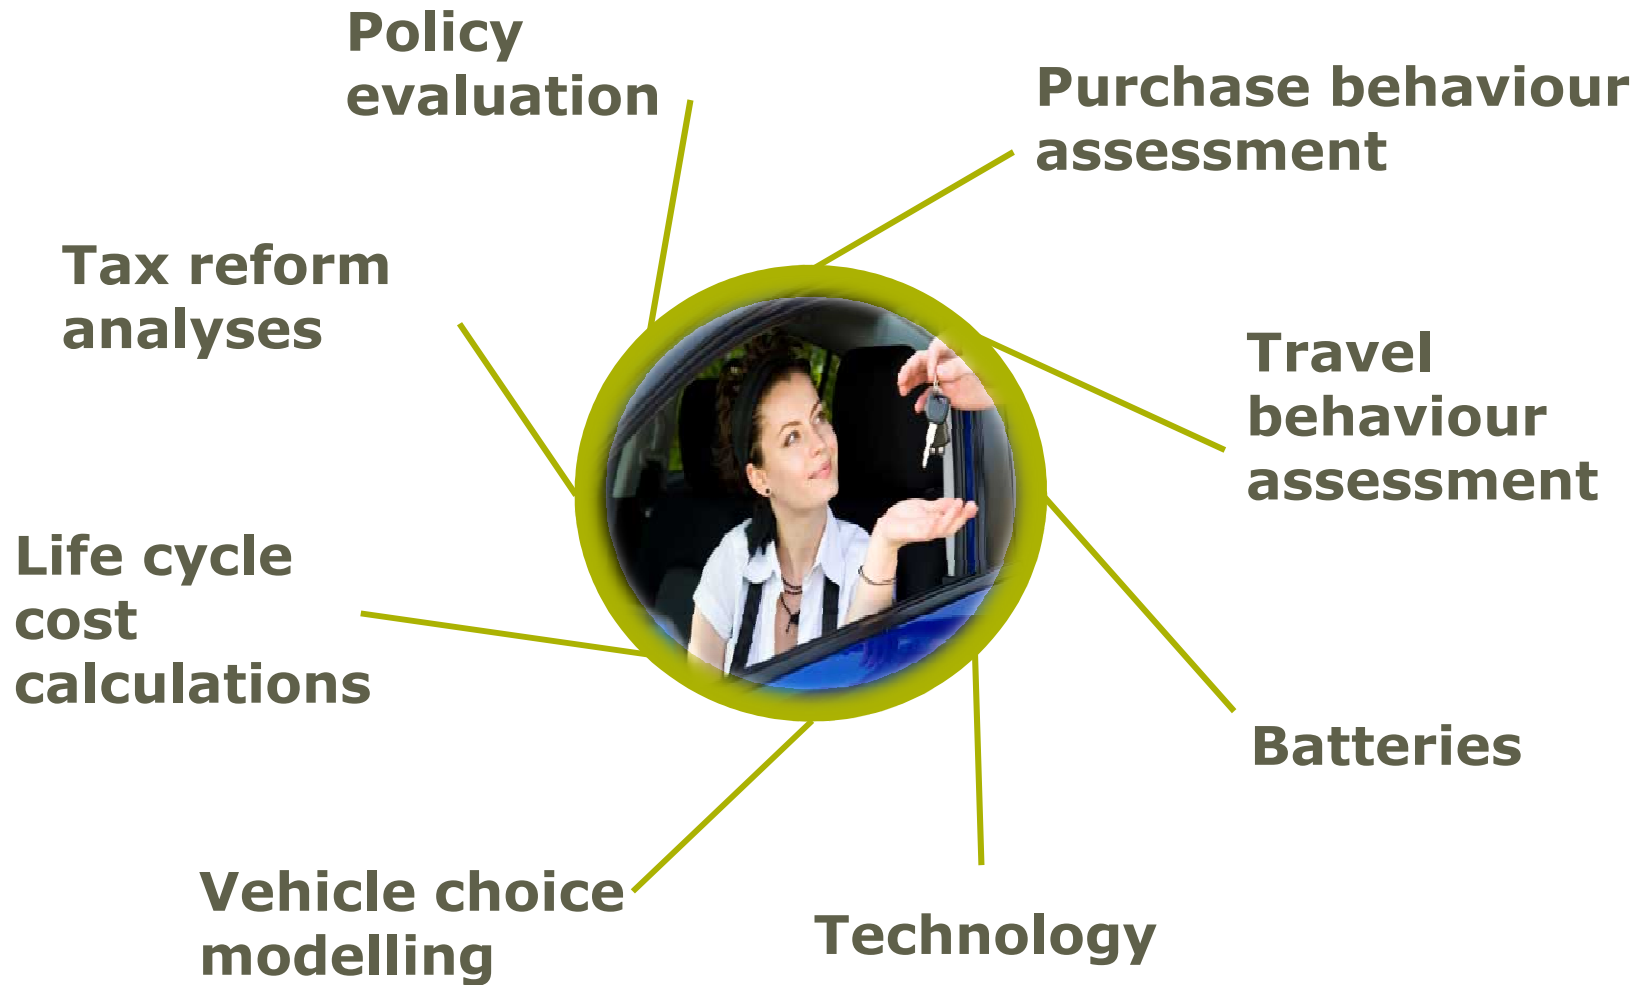 Policy
evaluation
Purchase behaviour
assessment
Tax reform
analyses
Travel
behaviour
assessment
Life cycle
cost
calculations
Batteries
Vehicle choice
modelling
Technology